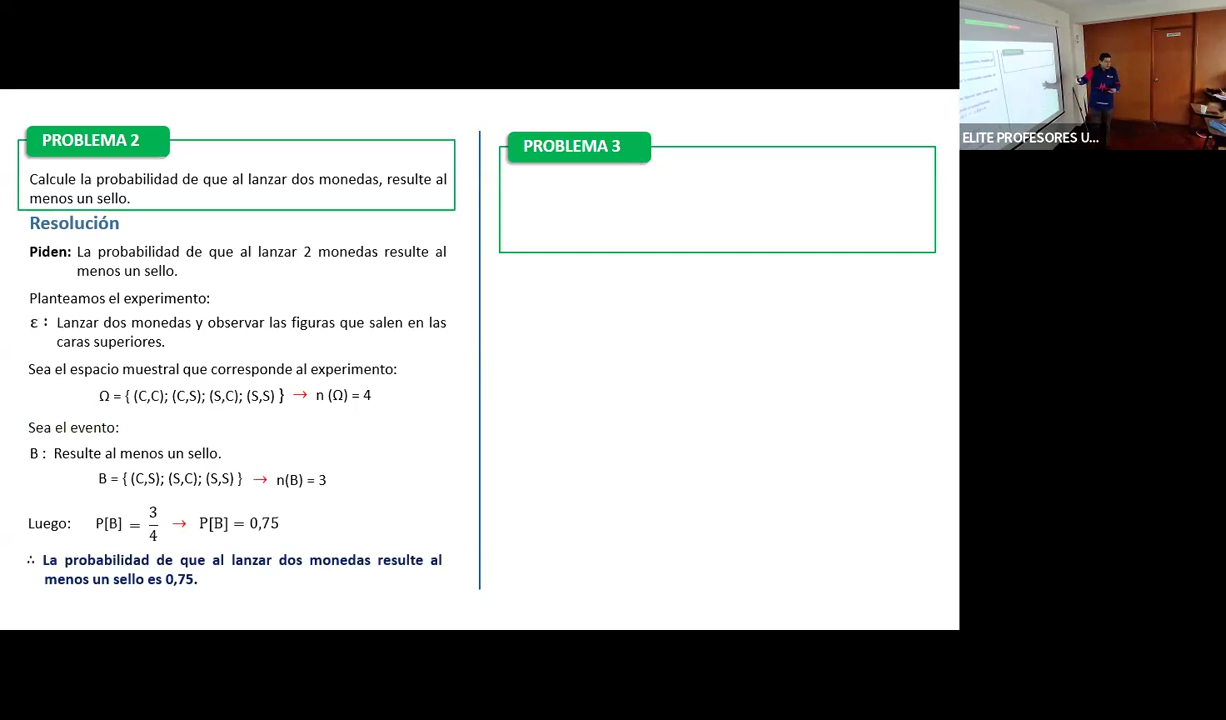 PROBLEMA 2
Calcule la probabilidad de que al lanzar dos monedas, resulte al
menos un sello.
Resolución
Piden: La probabilidad de que al lanzar 2 monedas resulte al
menos un sello.
Planteamos el experimento:
ε : Lanzar dos monedas y observar las figuras que salen en las
caras superiores.
Sea el espacio muestral que corresponde al experimento:
Ω = { (C,C); (C,S); (S,C); (S,S) } → n (Ω) = 4
Sea el evento:
B : Resulte al menos un sello.
B = { (C,S); (S,C); (S,S) } → n(B) = 3
Luego: P[B] = 3/4 → P[B] = 0,75
∴ La probabilidad de que al lanzar dos monedas resulte al
menos un sello es 0,75.
PROBLEMA 3
ELITE PROFESORES U...